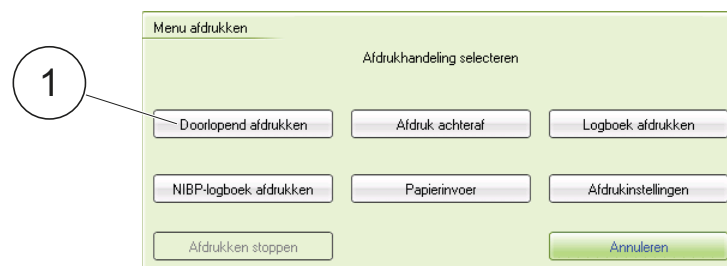 Menu afdrukken
Afdrukhandeling selecteren
1
Doorlopend afdrukken
Afdruk achteraf
Logboek afdrukken
NIBP-logboek afdrukken
Papierinvoer
Afdrukinstellingen
Afdrukken stoppen
Annuleren